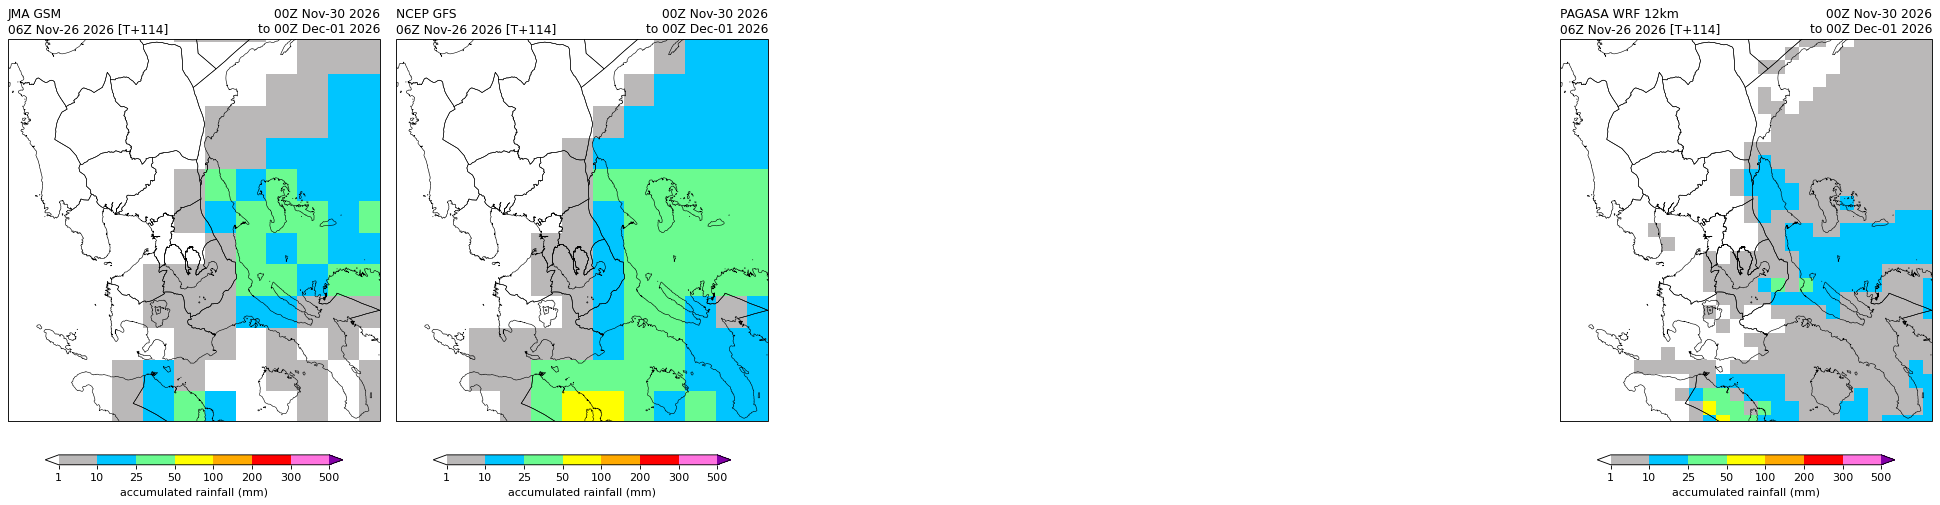 JMA GSM 00Z Nov-30 2026
06Z Nov-26 2026 [T+114] to 00Z Dec-01 2026
1 10 25 50 100 200 300 500
accumulated rainfall (mm)
NCEP GFS 00Z Nov-30 2026
06Z Nov-26 2026 [T+114] to 00Z Dec-01 2026
1 10 25 50 100 200 300 500
accumulated rainfall (mm)
PAGASA WRF 12km 00Z Nov-30 2026
06Z Nov-26 2026 [T+114] to 00Z Dec-01 2026
1 10 25 50 100 200 300 500
accumulated rainfall (mm)